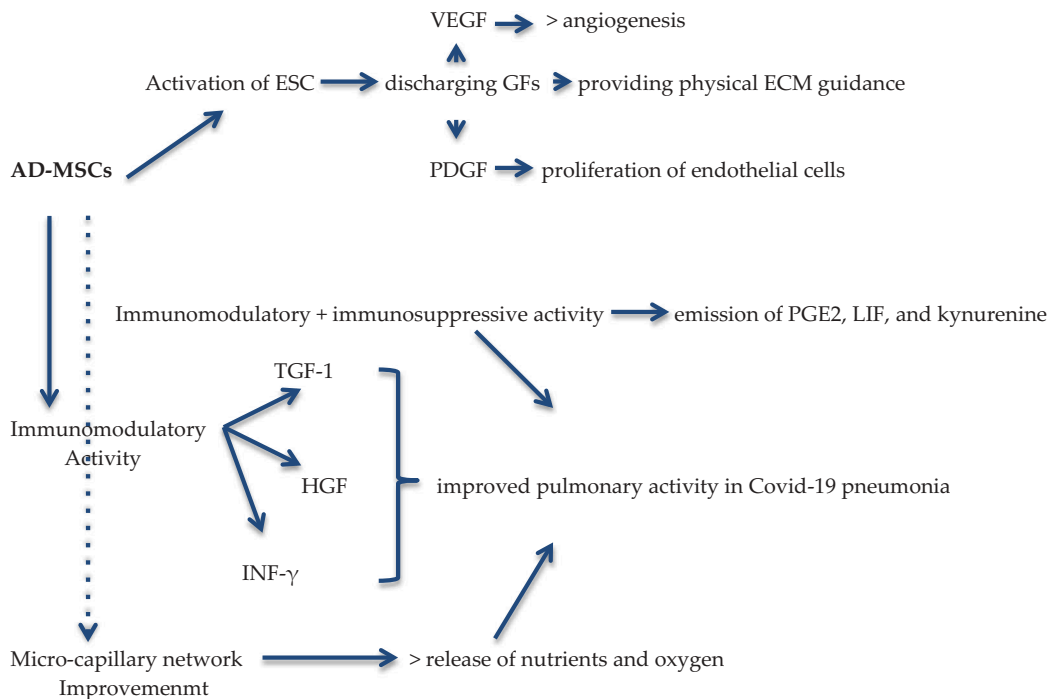 VEGF > angiogenesis
Activation of ESC discharging GFs providing physical ECM guidance
AD-MSCs PDGF proliferation of endothelial cells
Immunomodulatory + immunosuppressive activity emission of PGE2, LIF, and kynurenine
TGF-1
Immunomodulatory
Activity
HGF improved pulmonary activity in Covid-19 pneumonia
INF-γ
Micro-capillary network > release of nutrients and oxygen
Improvemenmt